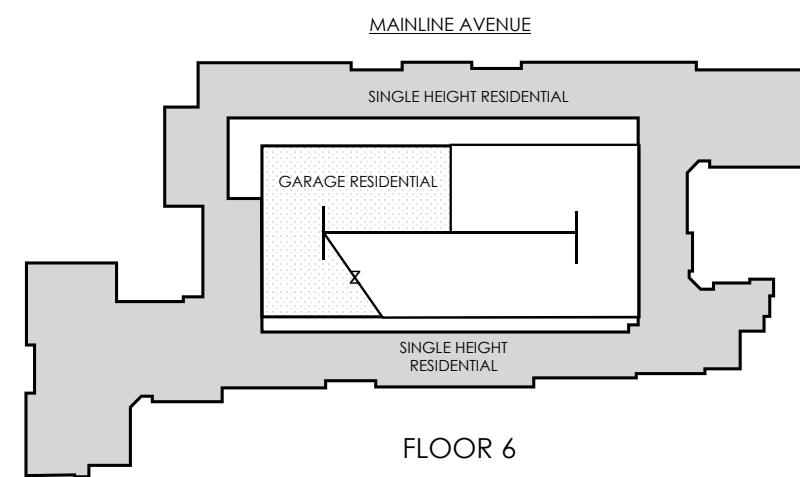 MAINLINE AVENUE
SINGLE HEIGHT RESIDENTIAL
GARAGE RESIDENTIAL
Z
SINGLE HEIGHT
RESIDENTIAL
FLOOR 6